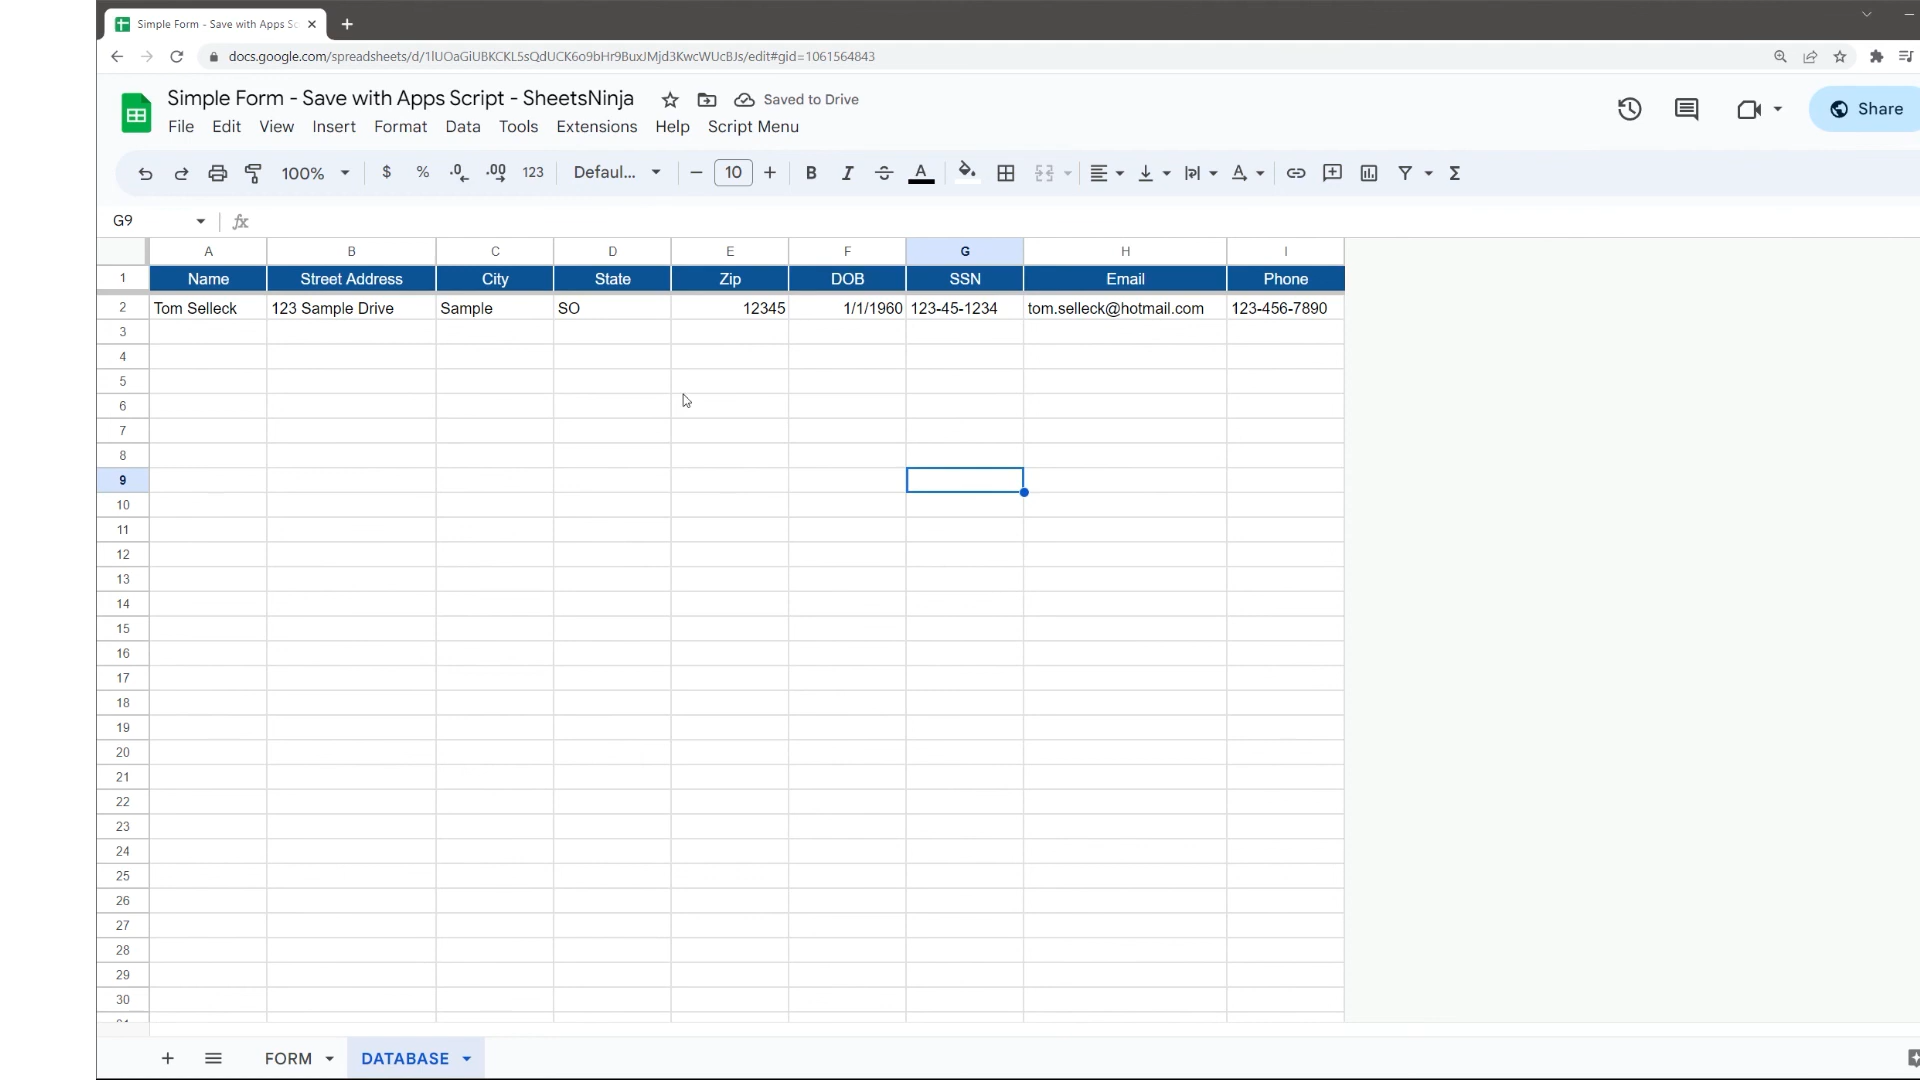 Simple Form - Save with Apps Sc
docs.google.com/spreadsheets/d/1lUOaGiUBKCKL5sQdUCK6o9bHr9BuxJMjd3KwcWUcBJs/edit#gid=1061564843
Simple Form - Save with Apps Script - SheetsNinja Saved to Drive
Share
File Edit View Insert Format Data Tools Extensions Help Script Menu
100% $ % .0 .00 123 Defaul... 10 B I A Σ
G9 fx
A B C D E F G H I
1 Name Street Address City State Zip DOB SSN Email Phone
2 Tom Selleck 123 Sample Drive Sample SO 12345 1/1/1960 123-45-1234 tom.selleck@hotmail.com 123-456-7890
3
4
5
6
7
8
9
10
11
12
13
14
15
16
17
18
19
20
21
22
23
24
25
26
27
28
29
30
FORM DATABASE